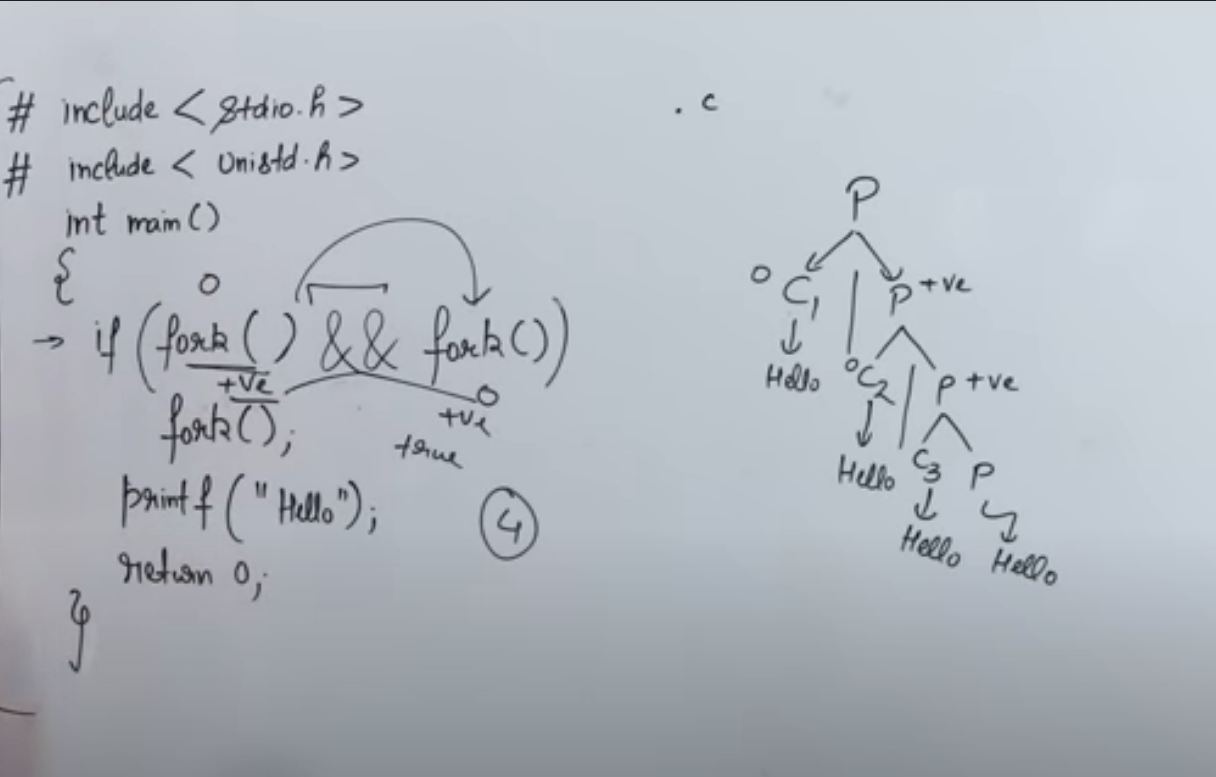 # include < stdio.h >
# include < unistd.h >
int main()
{
0
if (fork() && fork())
+ve
0
+ve
true
fork();
printf ("Hello");
return 0;
}
4
. c
P
0 C1 P +ve
Hello
0 C2 P +ve
Hello
C3 P
Hello Hello